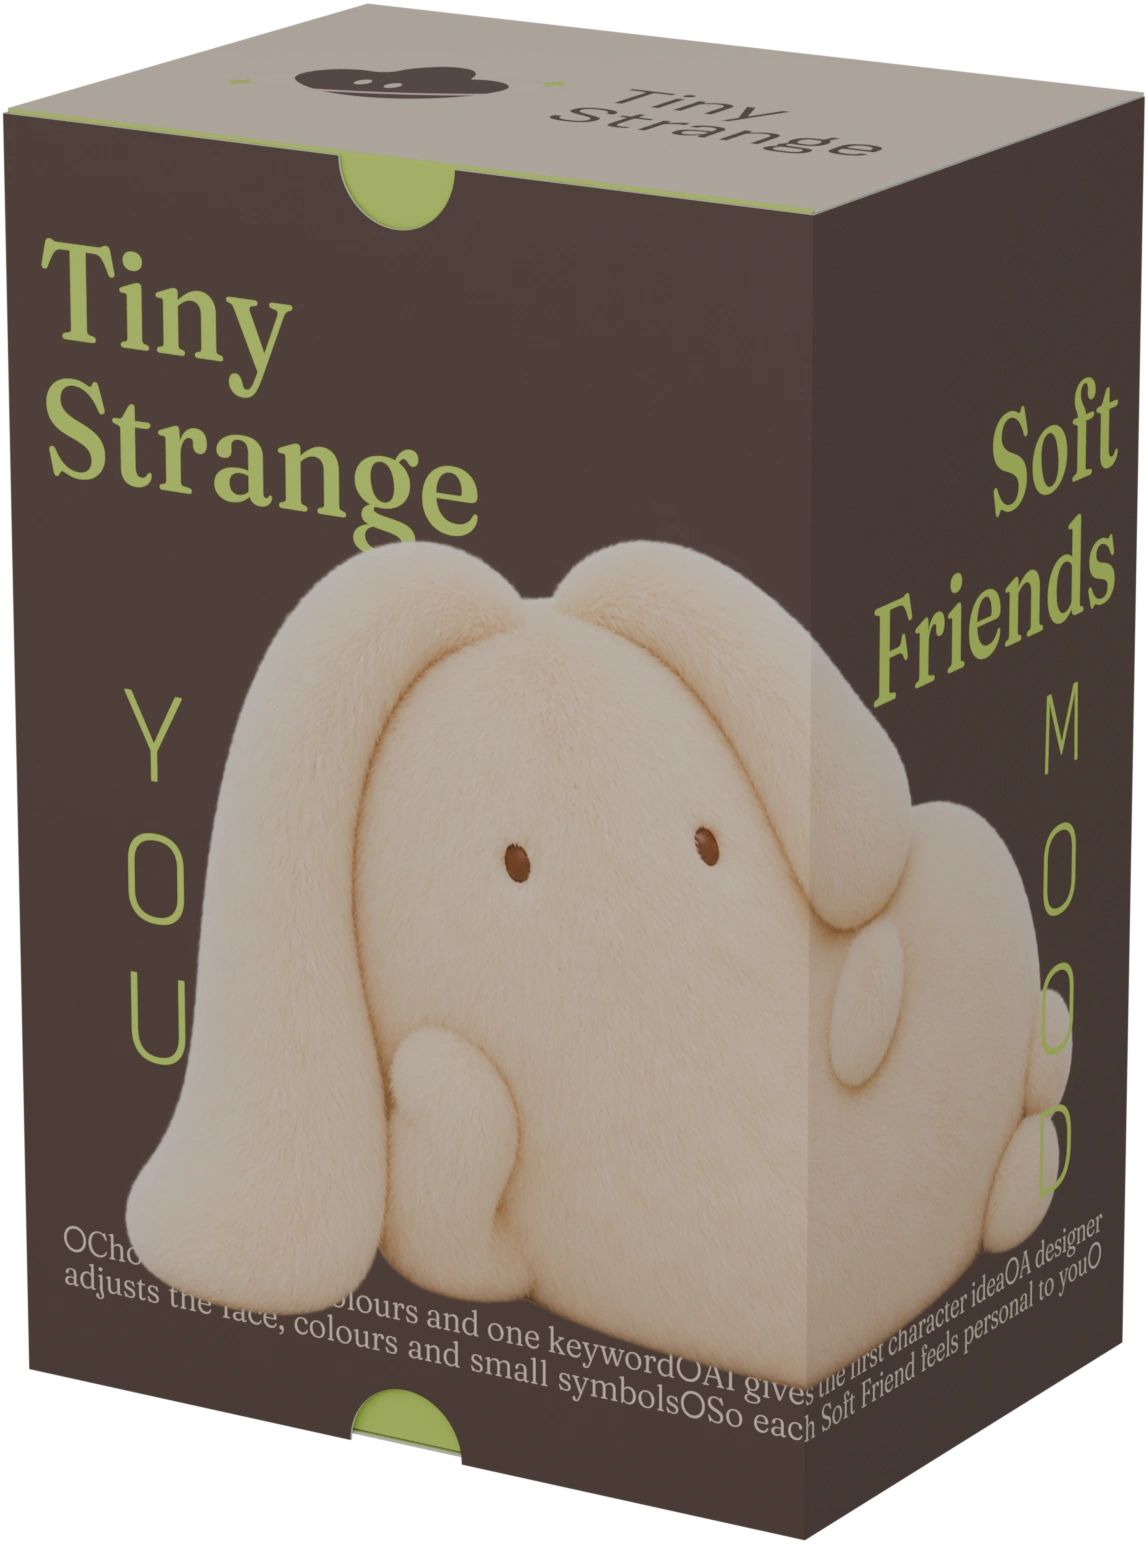 Tiny
Strange
Tiny
Strange
Soft
Friends
YOU
MOOD
OCho
olours and one keywordOAI gives the first character ideaOA designer
adjusts the face, colours and small symbolsOSo each Soft Friend feels personal to youO